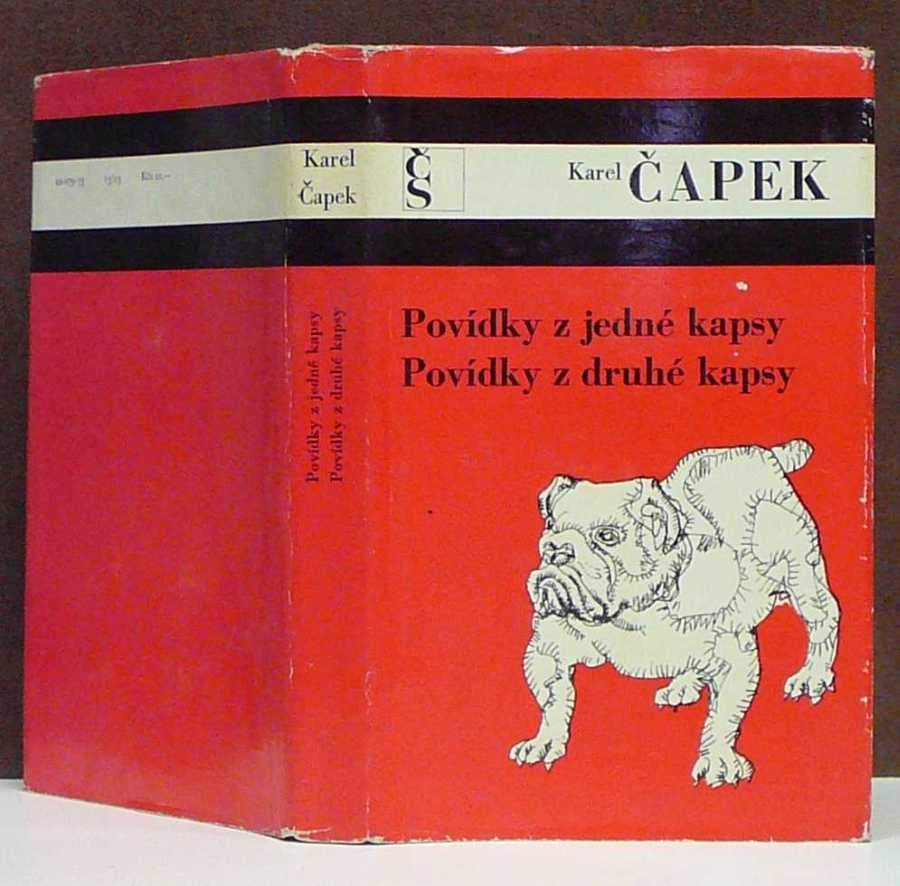 Karel
Čapek
Povídky z jedné kapsy
Povídky z druhé kapsy
ČS
Karel ČAPEK
Povídky z jedné kapsy
Povídky z druhé kapsy